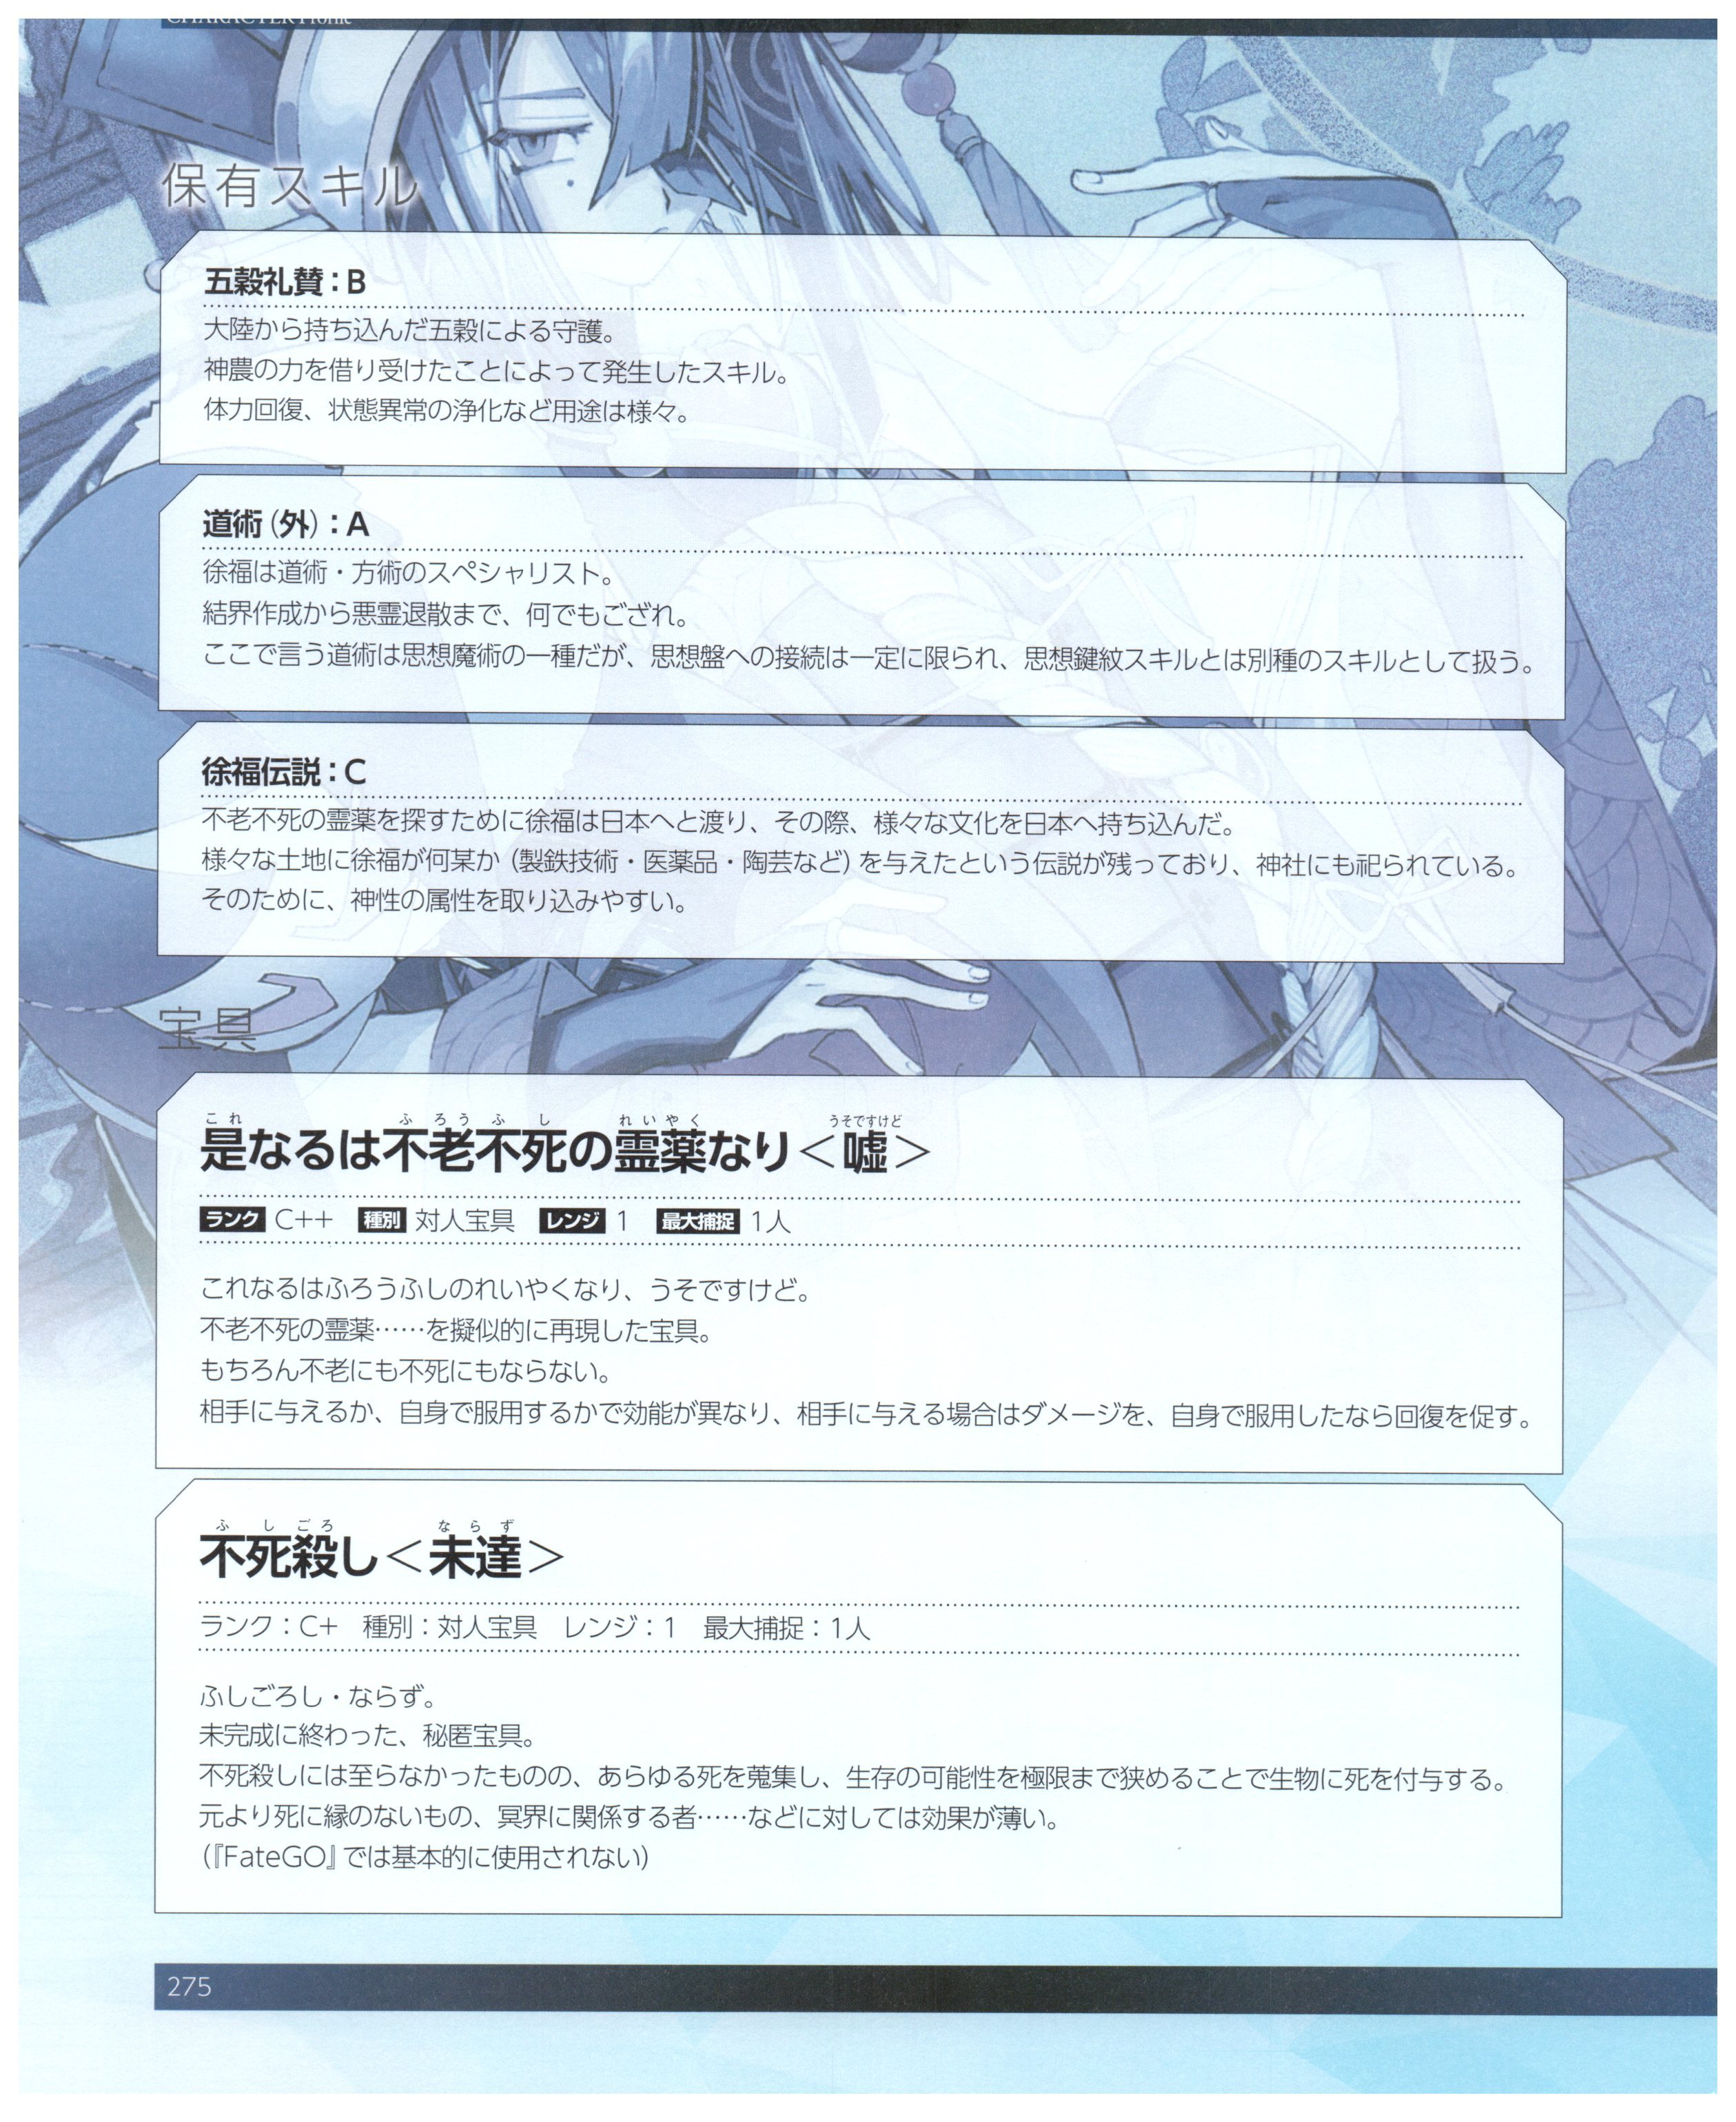 CHARACTER Profile
保有スキル
五穀礼賛：B
大陸から持ち込んだ五穀による守護。
神農の力を借り受けたことによって発生したスキル。
体力回復、状態異常の浄化など用途は様々。
道術（外）：A
徐福は道術・方術のスペシャリスト。
結界作成から悪霊退散まで、何でもござれ。
ここで言う道術は思想魔術の一種だが、思想盤への接続は一定に限られ、思想鍵紋スキルとは別種のスキルとして扱う。
徐福伝説：C
不老不死の霊薬を探すために徐福は日本へと渡り、その際、様々な文化を日本へ持ち込んだ。
様々な土地に徐福が何某か（製鉄技術・医薬品・陶芸など）を与えたという伝説が残っており、神社にも祀られている。
そのために、神性の属性を取り込みやすい。
宝具
これ ふろうふし れいやく うそですけど
是なるは不老不死の霊薬なり＜嘘＞
ランク C++ 種別 対人宝具 レンジ 1 最大捕捉 1人
これなるはふろうふしのれいやくなり、うそですけど。
不老不死の霊薬……を擬似的に再現した宝具。
もちろん不老にも不死にもならない。
相手に与えるか、自身で服用するかで効能が異なり、相手に与える場合はダメージを、自身で服用したなら回復を促す。
ふしごろ ならず
不死殺し＜未達＞
ランク：C+ 種別：対人宝具 レンジ：1 最大捕捉：1人
ふしごろし・ならず。
未完成に終わった、秘匿宝具。
不死殺しには至らなかったものの、あらゆる死を蒐集し、生存の可能性を極限まで狭めることで生物に死を付与する。
元より死に縁のないもの、冥界に関係する者……などに対しては効果が薄い。
（『FateGO』では基本的に使用されない）
275